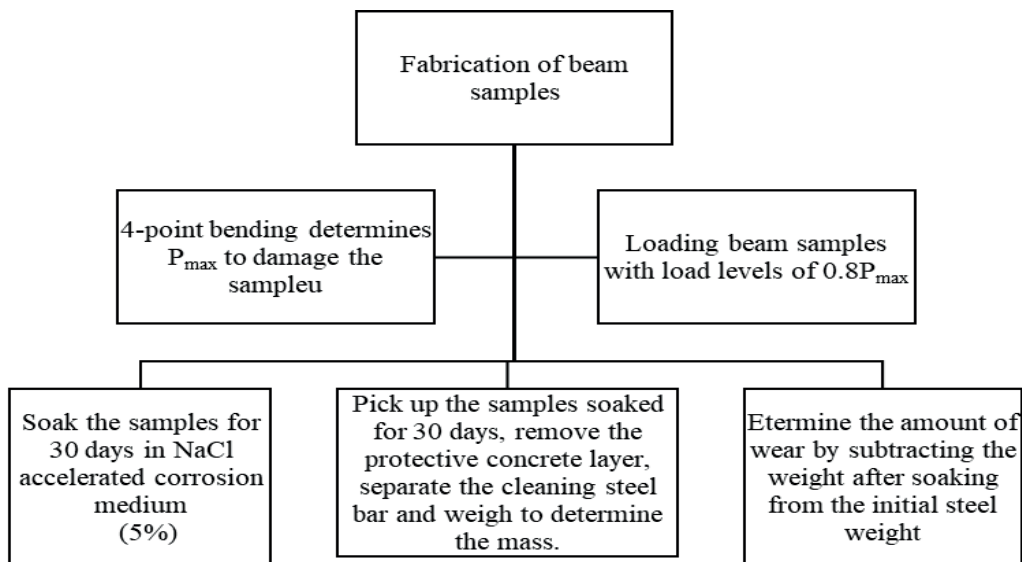 Fabrication of beam
samples
4-point bending determines
Pmax to damage the
sampleu
Loading beam samples
with load levels of 0.8Pmax
Soak the samples for
30 days in NaCl
accelerated corrosion
medium
(5%)
Pick up the samples soaked
for 30 days, remove the
protective concrete layer,
separate the cleaning steel
bar and weigh to determine
the mass.
Etermine the amount of
wear by subtracting the
weight after soaking
from the initial steel
weight